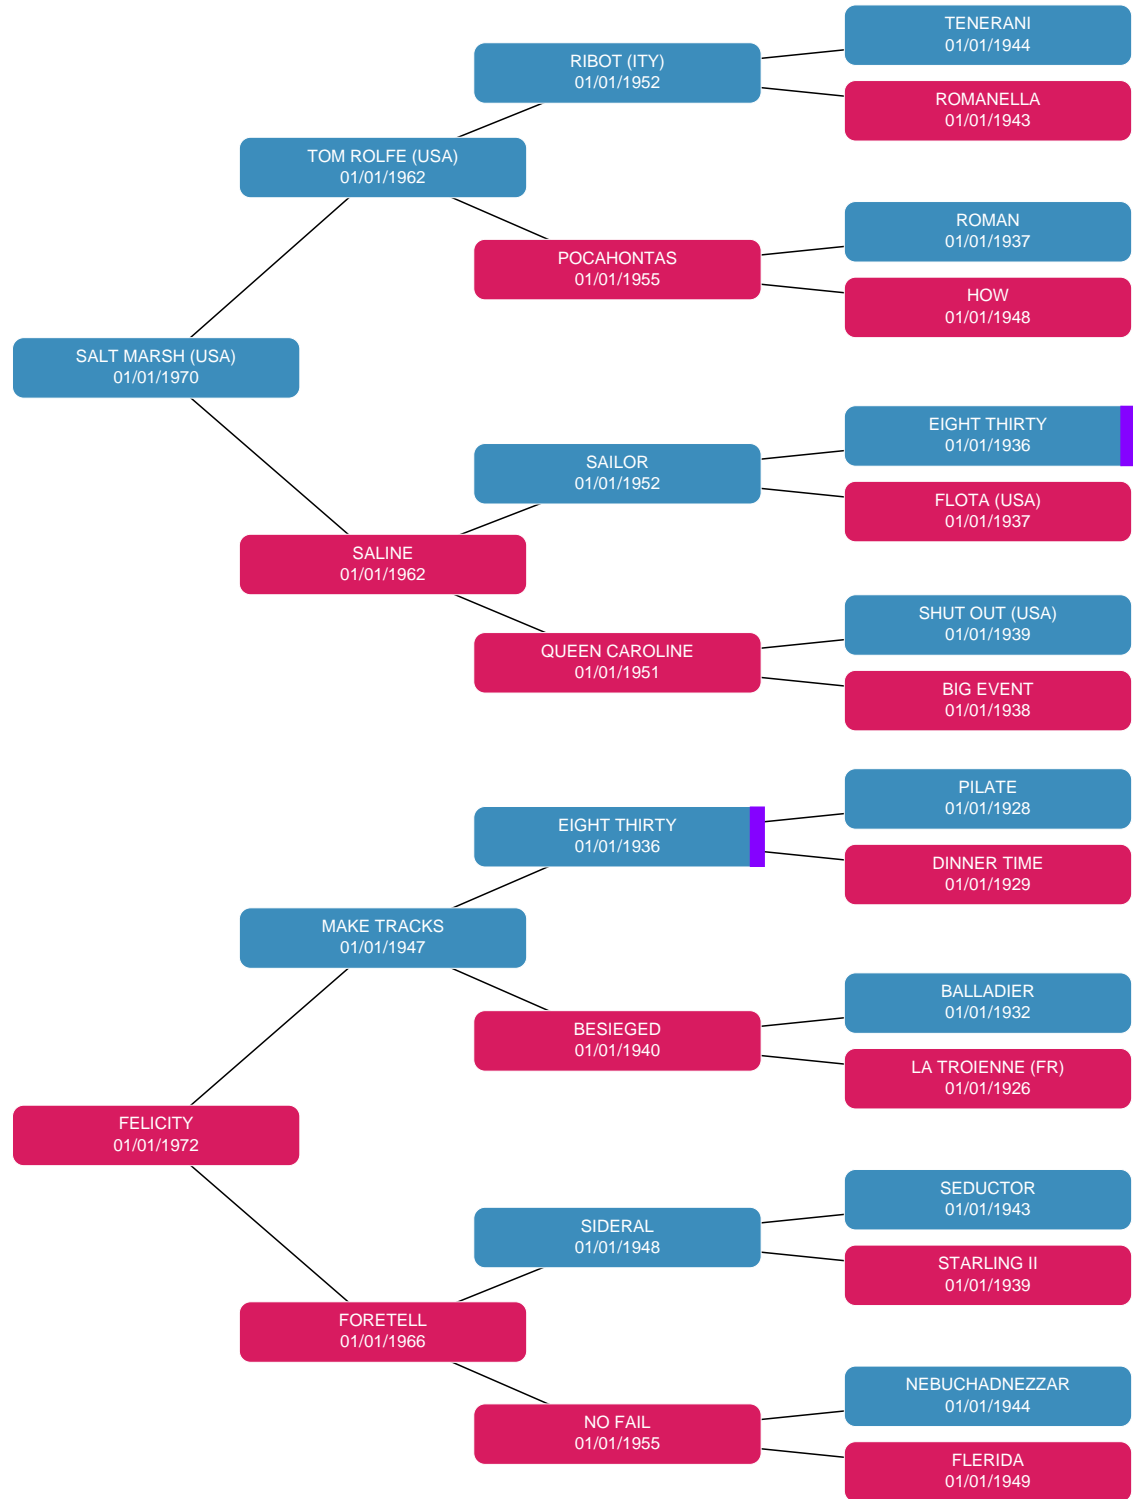 TENERANI
01/01/1944
RIBOT (ITY)
01/01/1952
ROMANELLA
01/01/1943
TOM ROLFE (USA)
01/01/1962
ROMAN
01/01/1937
POCAHONTAS
01/01/1955
HOW
01/01/1948
SALT MARSH (USA)
01/01/1970
EIGHT THIRTY
01/01/1936
SAILOR
01/01/1952
FLOTA (USA)
01/01/1937
SALINE
01/01/1962
SHUT OUT (USA)
01/01/1939
QUEEN CAROLINE
01/01/1951
BIG EVENT
01/01/1938
PILATE
01/01/1928
EIGHT THIRTY
01/01/1936
DINNER TIME
01/01/1929
MAKE TRACKS
01/01/1947
BALLADIER
01/01/1932
BESIEGED
01/01/1940
LA TROIENNE (FR)
01/01/1926
FELICITY
01/01/1972
SEDUCTOR
01/01/1943
SIDERAL
01/01/1948
STARLING II
01/01/1939
FORETELL
01/01/1966
NEBUCHADNEZZAR
01/01/1944
NO FAIL
01/01/1955
FLERIDA
01/01/1949